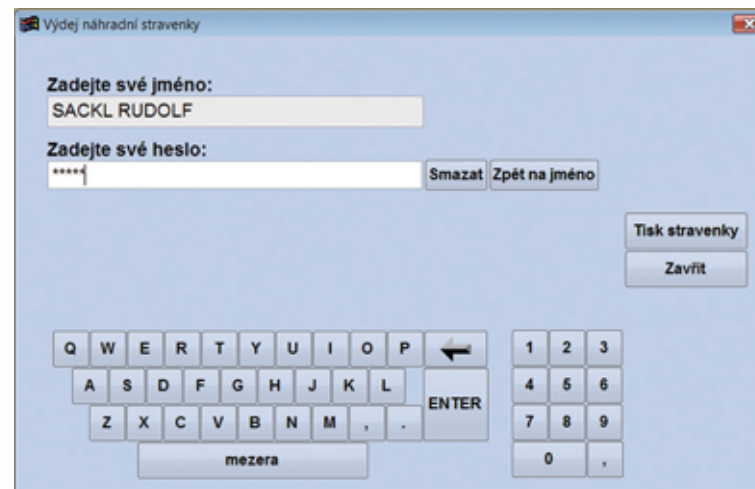 Výdej náhradní stravenky
Zadejte své jméno:
SACKL RUDOLF
Zadejte své heslo:
*****
Smazat Zpět na jméno
Tisk stravenky
Zavřít
Q W E R T Y U I O P 1 2 3
A S D F G H J K L ENTER 4 5 6
Z X C V B N M , . 7 8 9
mezera 0 ,